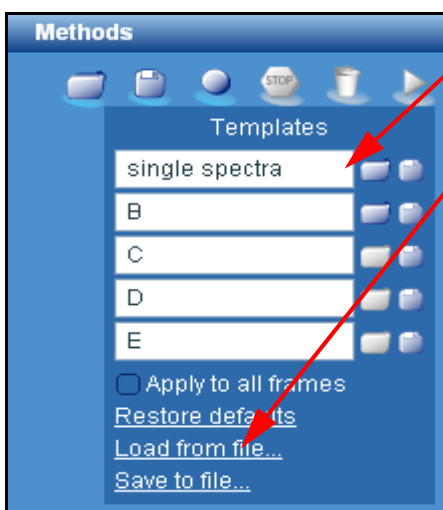 Methods
STOP
Templates
single spectra
B
C
D
E
Apply to all frames
Restore defaults
Load from file...
Save to file...